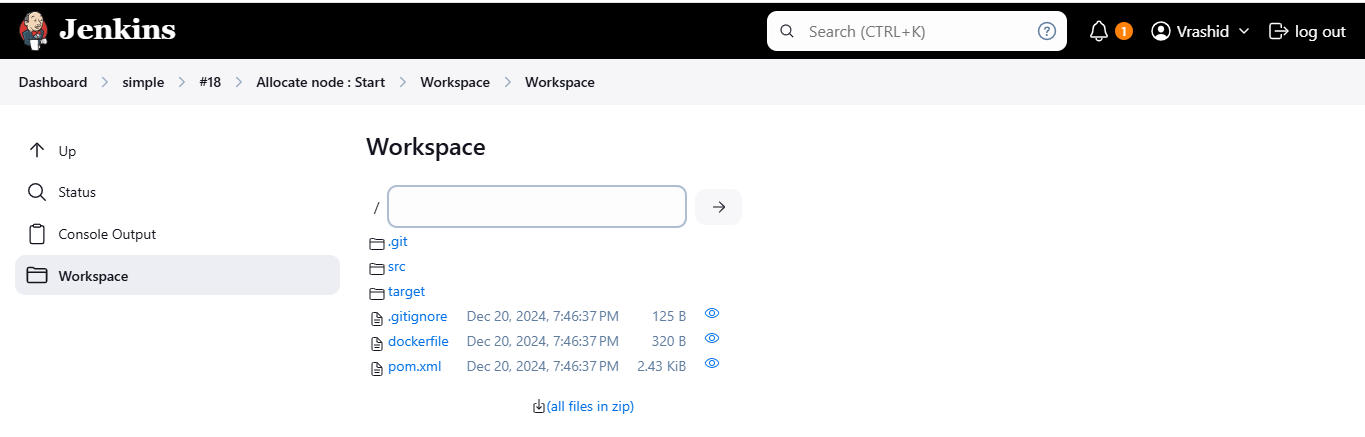 Jenkins
Search (CTRL+K)
?
1
Vrashid
log out
Dashboard > simple > #18 > Allocate node : Start > Workspace > Workspace
Up
Status
Console Output
Workspace
Workspace
/
.git
src
target
.gitignore Dec 20, 2024, 7:46:37 PM 125 B
dockerfile Dec 20, 2024, 7:46:37 PM 320 B
pom.xml Dec 20, 2024, 7:46:37 PM 2.43 KiB
(all files in zip)